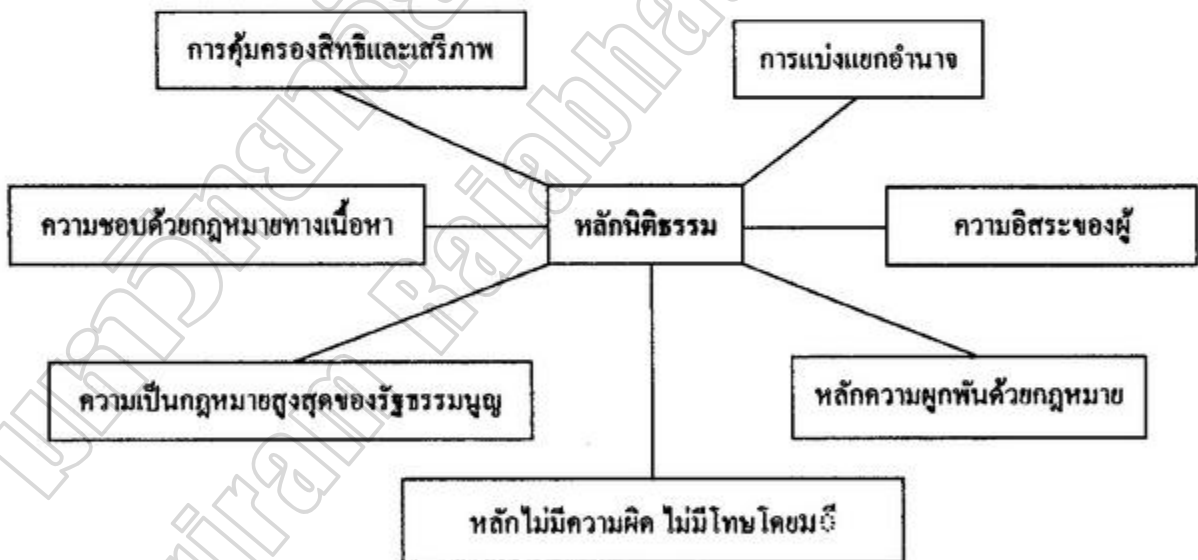 การคุ้มครองสิทธิและเสรีภาพ
การแบ่งแยกอำนาจ
ความชอบด้วยกฎหมายทางเนื้อหา
หลักนิติธรรม
ความอิสระของผู้
ความเป็นกฎหมายสูงสุดของรัฐธรรมนูญ
หลักความผูกพันด้วยกฎหมาย
หลักไม่มีความผิด ไม่มีโทษโดยม